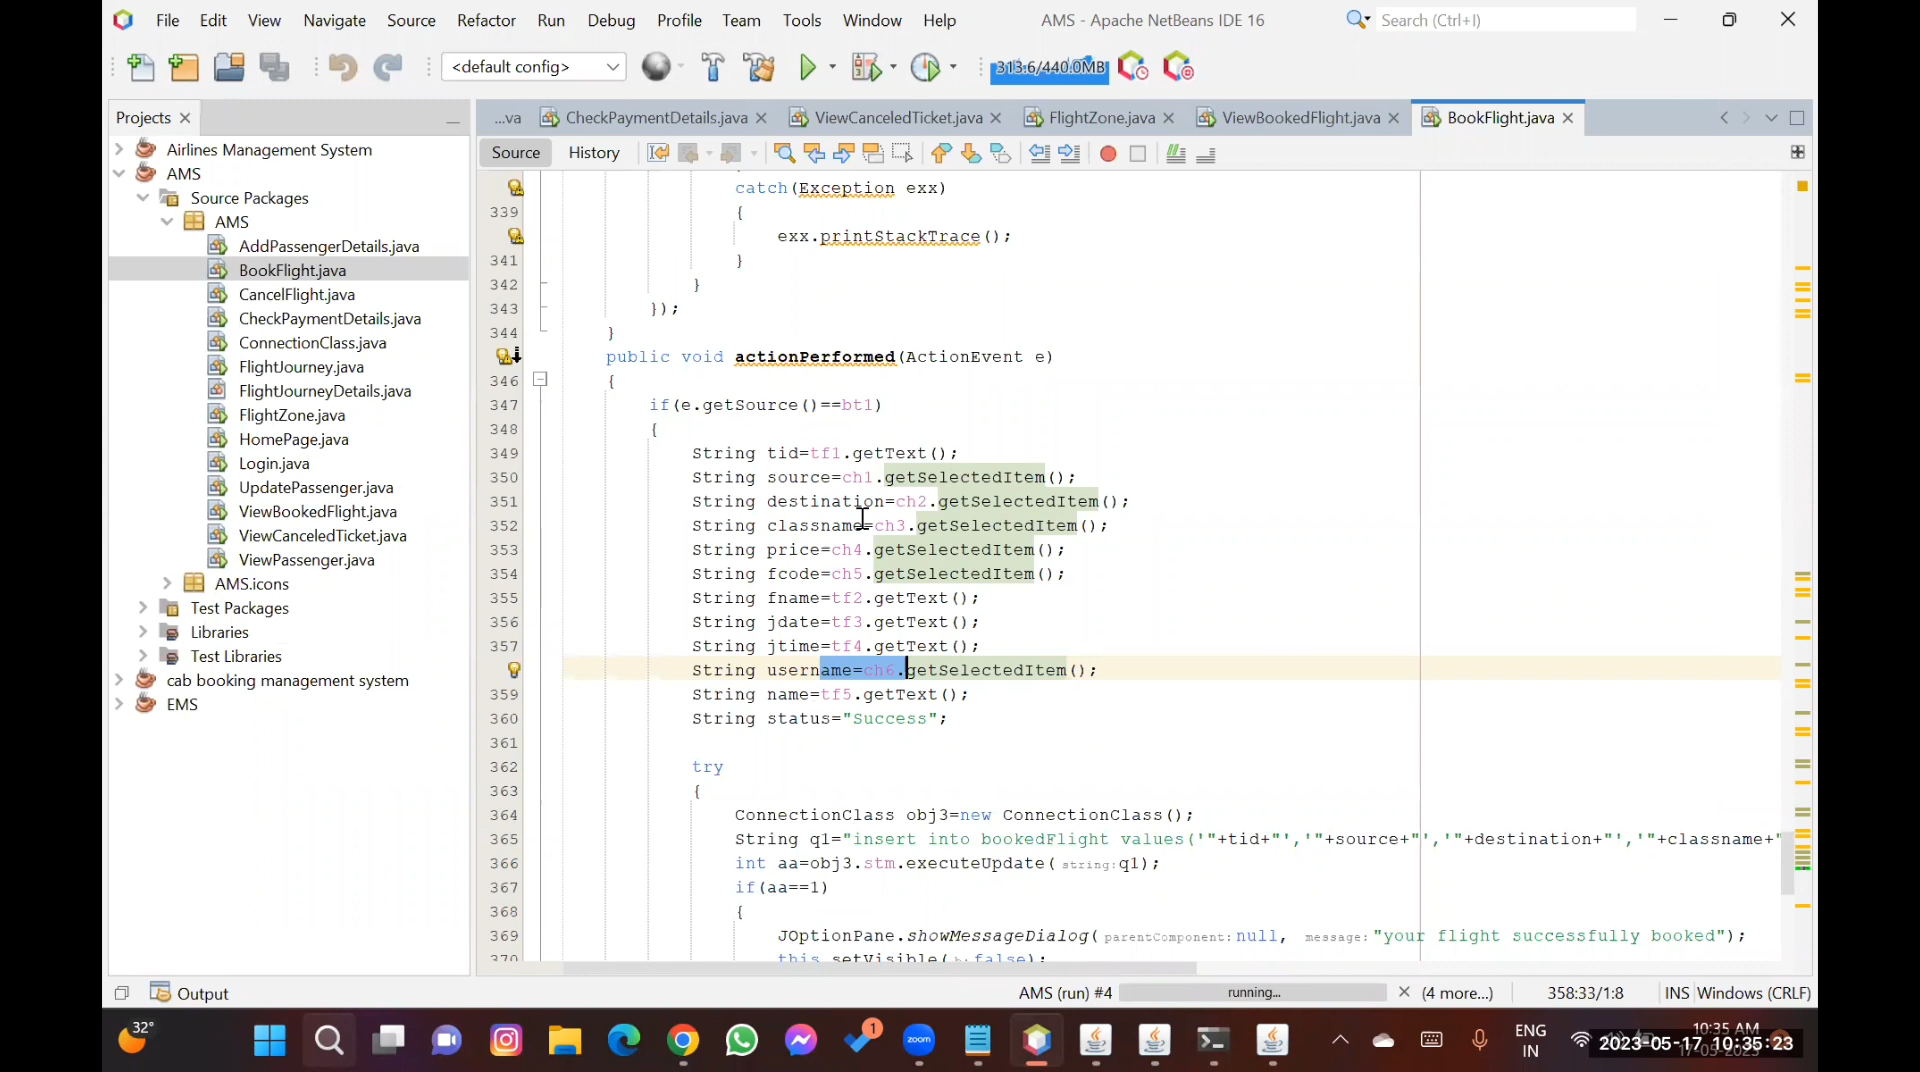 File Edit View Navigate Source Refactor Run Debug Profile Team Tools Window Help AMS - Apache NetBeans IDE 16 Search (Ctrl+I)
<default config> 313.6/440.0MB
Projects
...va CheckPaymentDetails.java ViewCanceledTicket.java FlightZone.java ViewBookedFlight.java BookFlight.java
Source History
Airlines Management System
AMS
Source Packages
AMS
AddPassengerDetails.java
BookFlight.java
CancelFlight.java
CheckPaymentDetails.java
ConnectionClass.java
FlightJourney.java
FlightJourneyDetails.java
FlightZone.java
HomePage.java
Login.java
UpdatePassenger.java
ViewBookedFlight.java
ViewCanceledTicket.java
ViewPassenger.java
AMS.icons
Test Packages
Libraries
Test Libraries
cab booking management system
EMS
catch(Exception exx)
339 {
exx.printStackTrace();
341 }
342 }
343 });
344 }
public void actionPerformed(ActionEvent e)
346 {
347 if(e.getSource()==bt1)
348 {
349 String tid=tf1.getText();
350 String source=ch1.getSelectedItem();
351 String destination=ch2.getSelectedItem();
352 String classname=ch3.getSelectedItem();
353 String price=ch4.getSelectedItem();
354 String fcode=ch5.getSelectedItem();
355 String fname=tf2.getText();
356 String jdate=tf3.getText();
357 String jtime=tf4.getText();
String username=ch6.getSelectedItem();
359 String name=tf5.getText();
360 String status="Success";
361
362 try
363 {
364 ConnectionClass obj3=new ConnectionClass();
365 String q1="insert into bookedFlight values('"+tid+"','"+source+"','"+destination+"','"+classname+"
366 int aa=obj3.stm.executeUpdate( string: q1);
367 if(aa==1)
368 {
369 JOptionPane.showMessageDialog( parentComponent: null, message: "your flight successfully booked");
370 this.setVisible( b: false);
Output AMS (run) #4 running... (4 more...) 358:33/1:8 INS Windows (CRLF)
32° 1 zoom ENG IN 10:35 AM 17-05-2023
2023-05-17 10:35:23